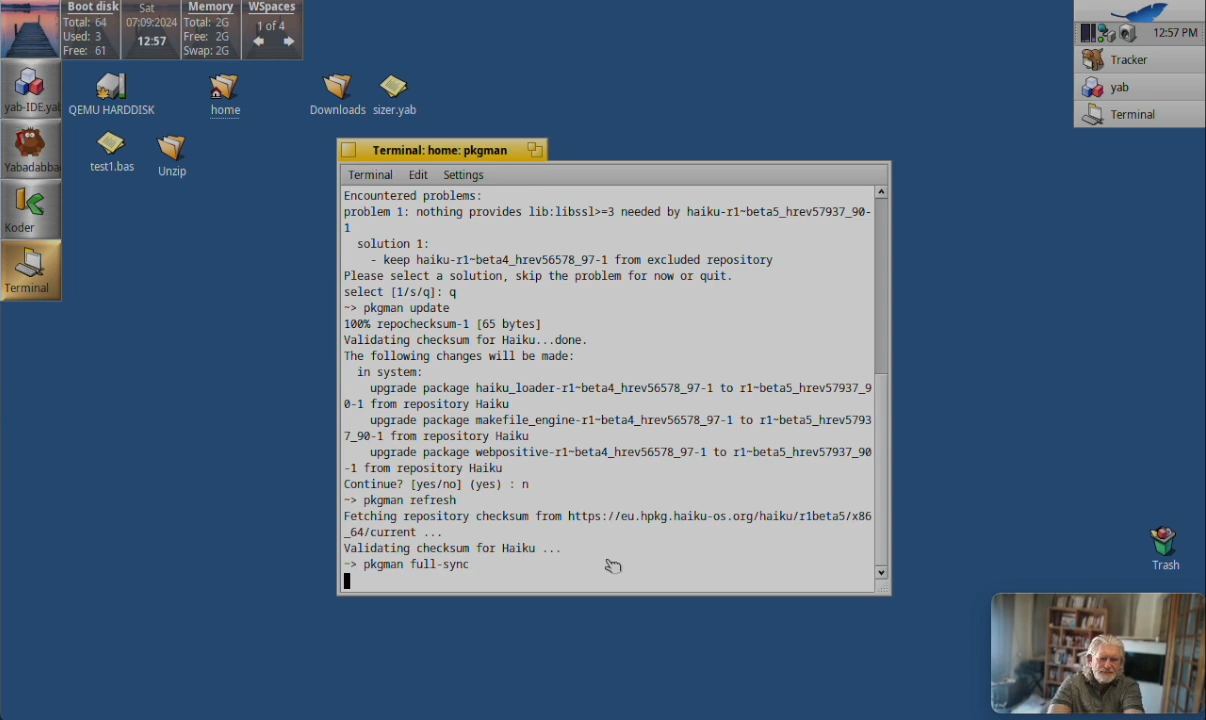 Boot disk
Total: 64
Used: 3
Free: 61
Sat
07:09:2024
12:57
Memory
Total: 2G
Free: 2G
Swap: 2G
WSpaces
1 of 4
12:57 PM
Tracker
yab
Terminal
yab-IDE.yal
Yabadabba
Koder
Terminal
QEMU HARDDISK
home
Downloads
sizer.yab
test1.bas
Unzip
Terminal: home: pkgman
Terminal Edit Settings
Encountered problems:
problem 1: nothing provides lib:libssl>=3 needed by haiku-r1~beta5_hrev57937_90-
1
solution 1:
- keep haiku-r1~beta4_hrev56578_97-1 from excluded repository
Please select a solution, skip the problem for now or quit.
select [1/s/q]: q
~> pkgman update
100% repochecksum-1 [65 bytes]
Validating checksum for Haiku...done.
The following changes will be made:
in system:
upgrade package haiku_loader-r1~beta4_hrev56578_97-1 to r1~beta5_hrev57937_9
0-1 from repository Haiku
upgrade package makefile_engine-r1~beta4_hrev56578_97-1 to r1~beta5_hrev5793
7_90-1 from repository Haiku
upgrade package webpositive-r1~beta4_hrev56578_97-1 to r1~beta5_hrev57937_90
-1 from repository Haiku
Continue? [yes/no] (yes) : n
~> pkgman refresh
Fetching repository checksum from https://eu.hpkg.haiku-os.org/haiku/r1beta5/x86
_64/current ...
Validating checksum for Haiku ...
~> pkgman full-sync
Trash